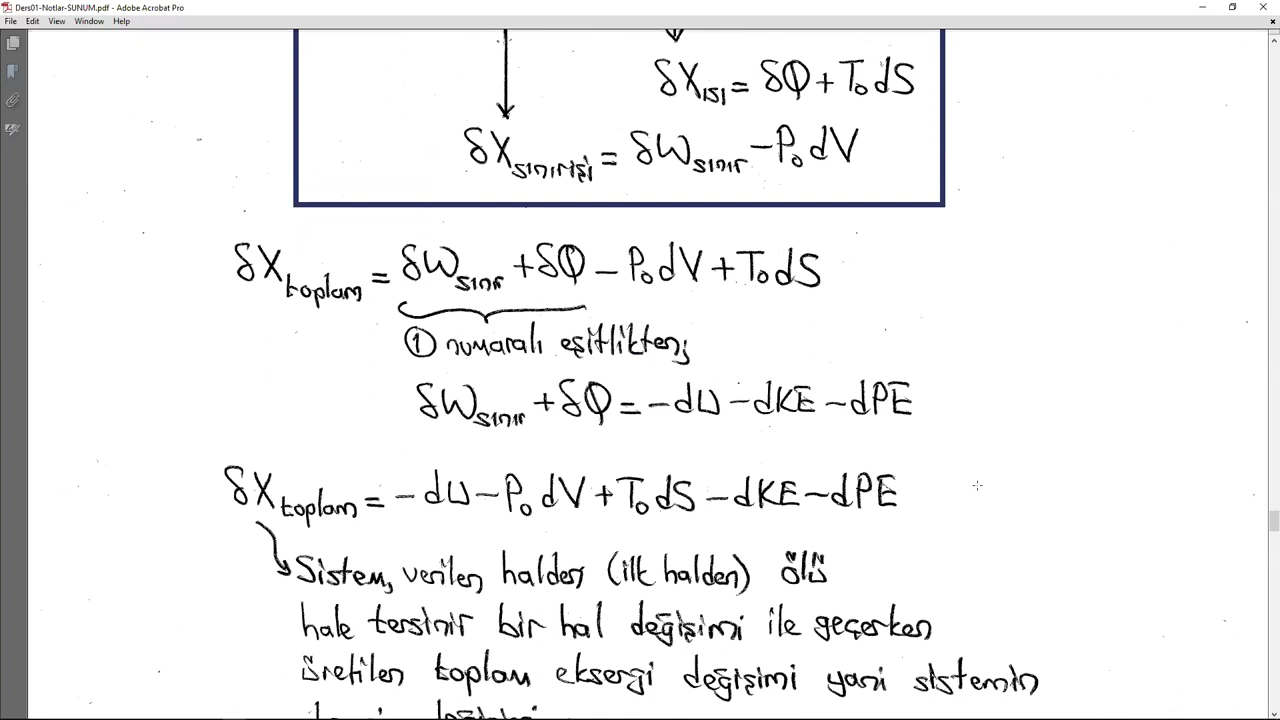 Ders01-Notlar-SUNUM.pdf - Adobe Acrobat Pro
File Edit View Window Help
δX_ısı = δQ + T₀dS
δX_sınırişi = δW_sınır - P₀dV
δX_toplam = δW_sınır + δQ - P₀dV + T₀dS
① numaralı eşitlikten;
δW_sınır + δQ = -dU - dKE - dPE
δX_toplam = -dU - P₀dV + T₀dS - dKE - dPE
Sistem, verilen halden (ilk halden) ölü
hale tersinir bir hal değişimi ile geçerken
üretilen toplam eksergi değişimi yani sistemin